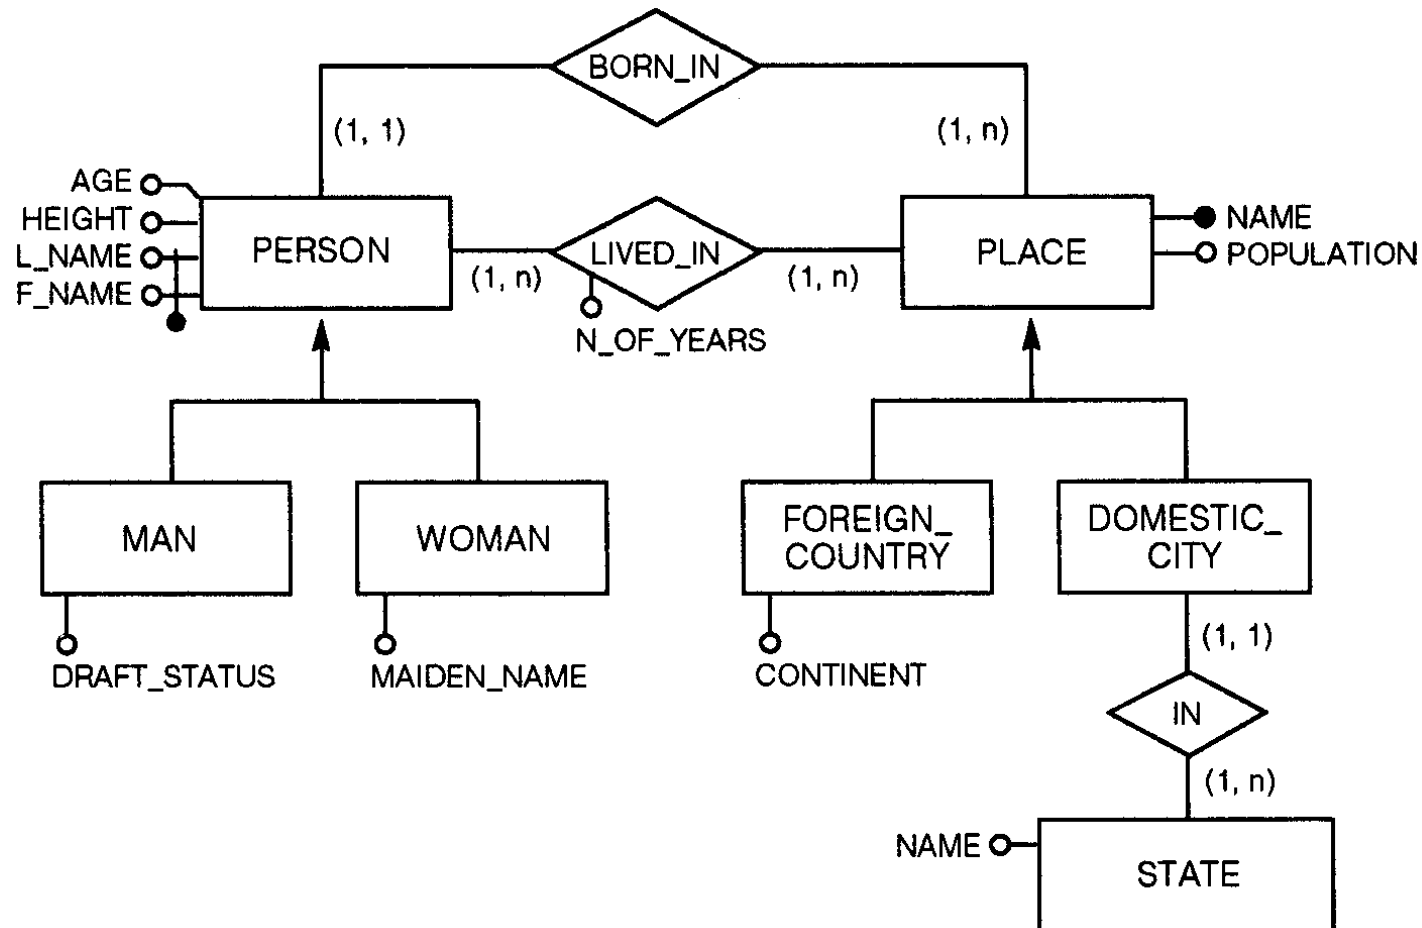 BORN_IN
(1, 1)
(1, n)
AGE
HEIGHT
L_NAME
F_NAME
PERSON
(1, n)
LIVED_IN
(1, n)
N_OF_YEARS
PLACE
NAME
POPULATION
MAN
WOMAN
FOREIGN_
COUNTRY
DOMESTIC_
CITY
DRAFT_STATUS
MAIDEN_NAME
CONTINENT
(1, 1)
IN
(1, n)
NAME
STATE